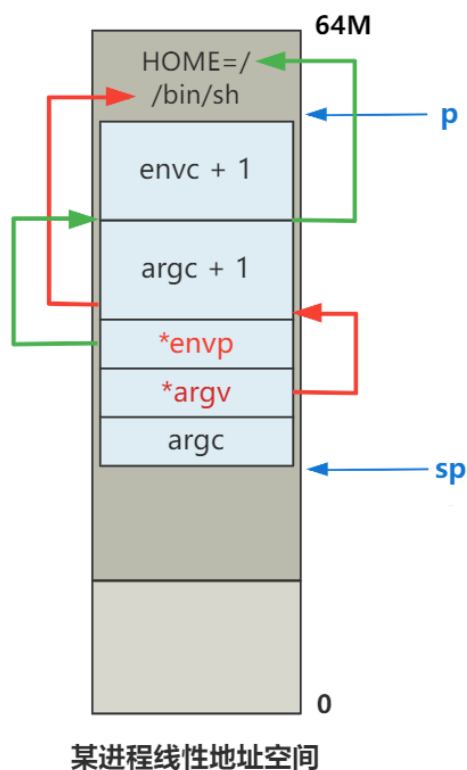 64M
HOME=/
/bin/sh
p
envc + 1
argc + 1
*envp
*argv
argc
sp
0
某进程线性地址空间